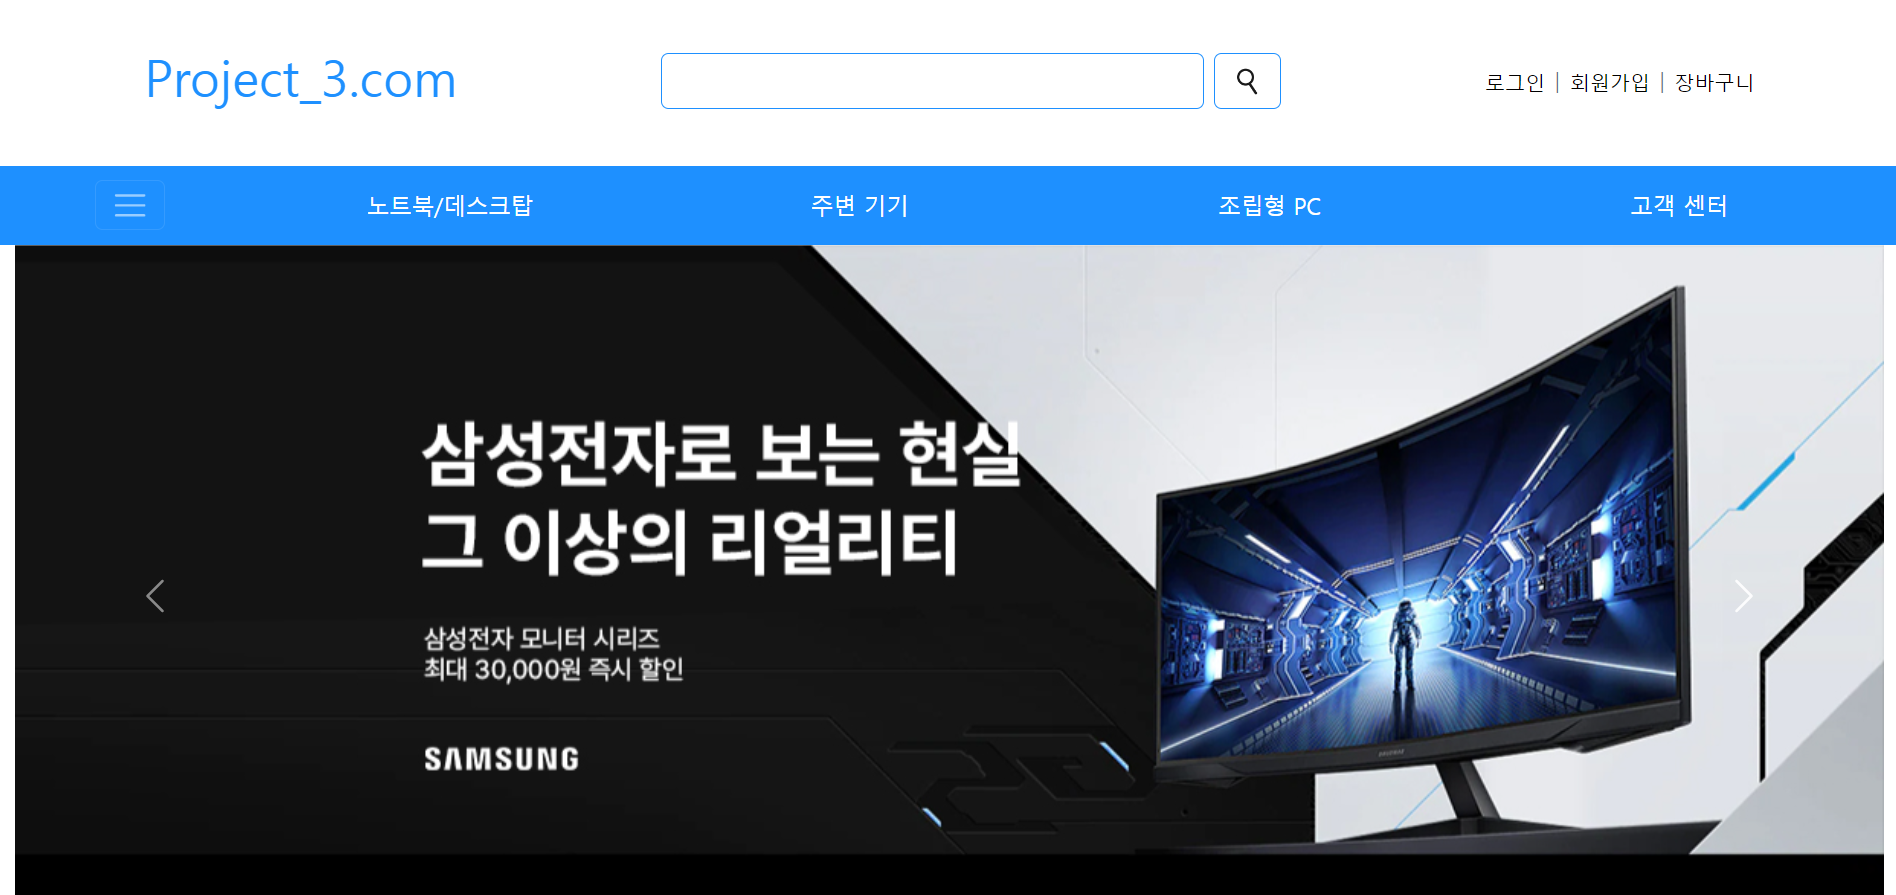 Project_3.com
로그인 | 회원가입 | 장바구니
노트북/데스크탑
주변 기기
조립형 PC
고객 센터
삼성전자로 보는 현실
그 이상의 리얼리티
삼성전자 모니터 시리즈
최대 30,000원 즉시 할인
SAMSUNG